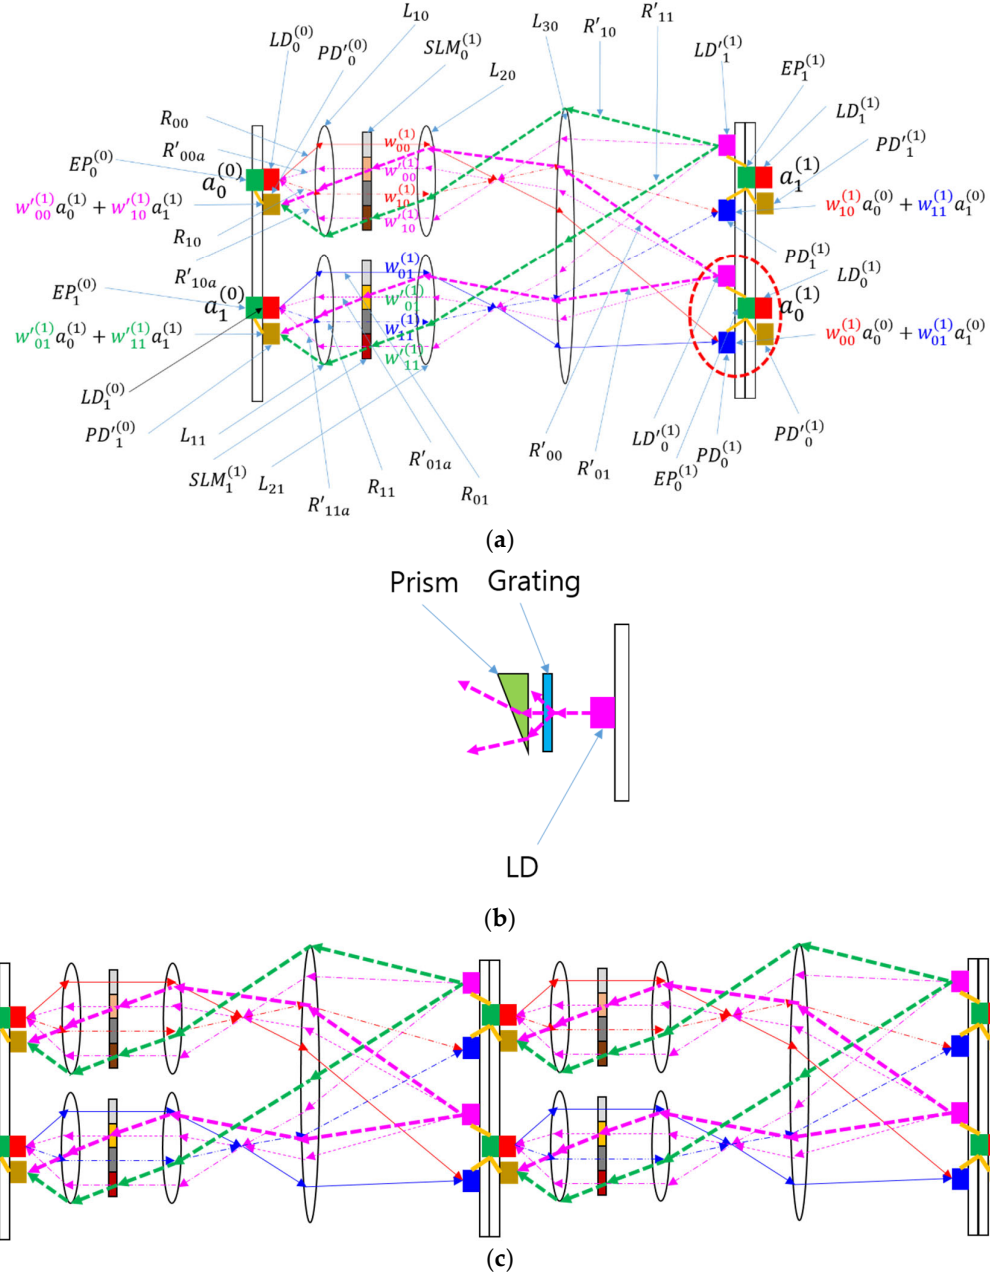 L₁₀
R'₁₁
L₃₀
R'₁₀
LD₀⁽⁰⁾
PD'₀⁽⁰⁾
SLM₀⁽¹⁾
LD'₁⁽¹⁾
L₂₀
EP₁⁽¹⁾
R₀₀
LD₁⁽¹⁾
R'₀₀ₐ
w₀₀⁽¹⁾
PD'₁⁽¹⁾
EP₀⁽⁰⁾
a₀⁽⁰⁾
w'₀₀⁽¹⁾
a₁⁽¹⁾
w'₀₀⁽¹⁾a₀⁽¹⁾ + w'₁₀⁽¹⁾a₁⁽¹⁾
w₁₀⁽¹⁾
w₁₀⁽¹⁾a₀⁽⁰⁾ + w₁₁⁽¹⁾a₁⁽⁰⁾
w'₁₀⁽¹⁾
R₁₀
PD₁⁽¹⁾
R'₁₀ₐ
w₀₁⁽¹⁾
LD₀⁽¹⁾
EP₁⁽⁰⁾
a₁⁽⁰⁾
w'₀₁⁽¹⁾
a₀⁽¹⁾
w'₀₁⁽¹⁾a₀⁽¹⁾ + w'₁₁⁽¹⁾a₁⁽¹⁾
w₁₁⁽¹⁾
w₀₀⁽¹⁾a₀⁽⁰⁾ + w₀₁⁽¹⁾a₁⁽⁰⁾
w'₁₁⁽¹⁾
LD₁⁽⁰⁾
PD'₁⁽⁰⁾
L₁₁
R'₀₁ₐ
R'₀₀
R'₀₁
LD'₀⁽¹⁾
PD₀⁽¹⁾
PD'₀⁽¹⁾
SLM₁⁽¹⁾
L₂₁
R'₁₁ₐ
R₁₁
R₀₁
EP₀⁽¹⁾
(a)
Prism
Grating
LD
(b)
(c)